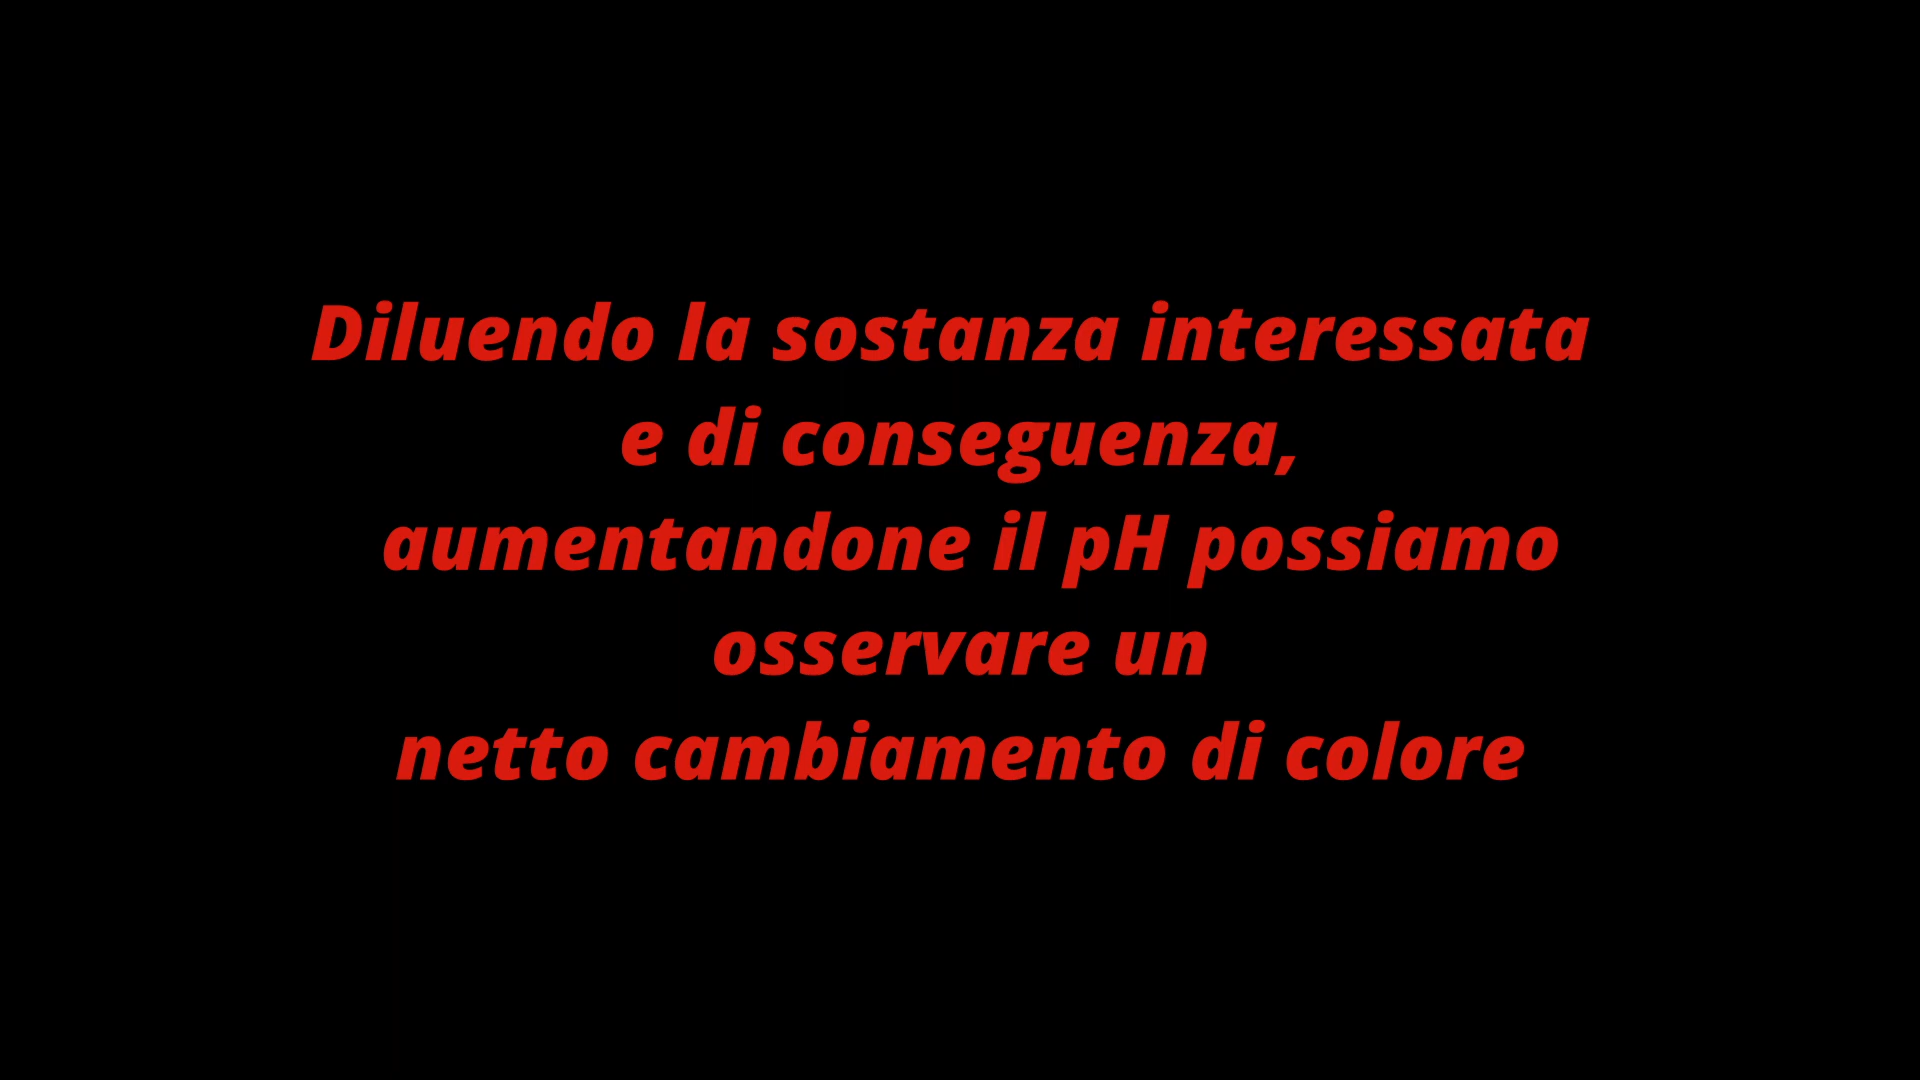 Diluendo la sostanza interessata
e di conseguenza,
aumentandone il pH possiamo
osservare un
netto cambiamento di colore